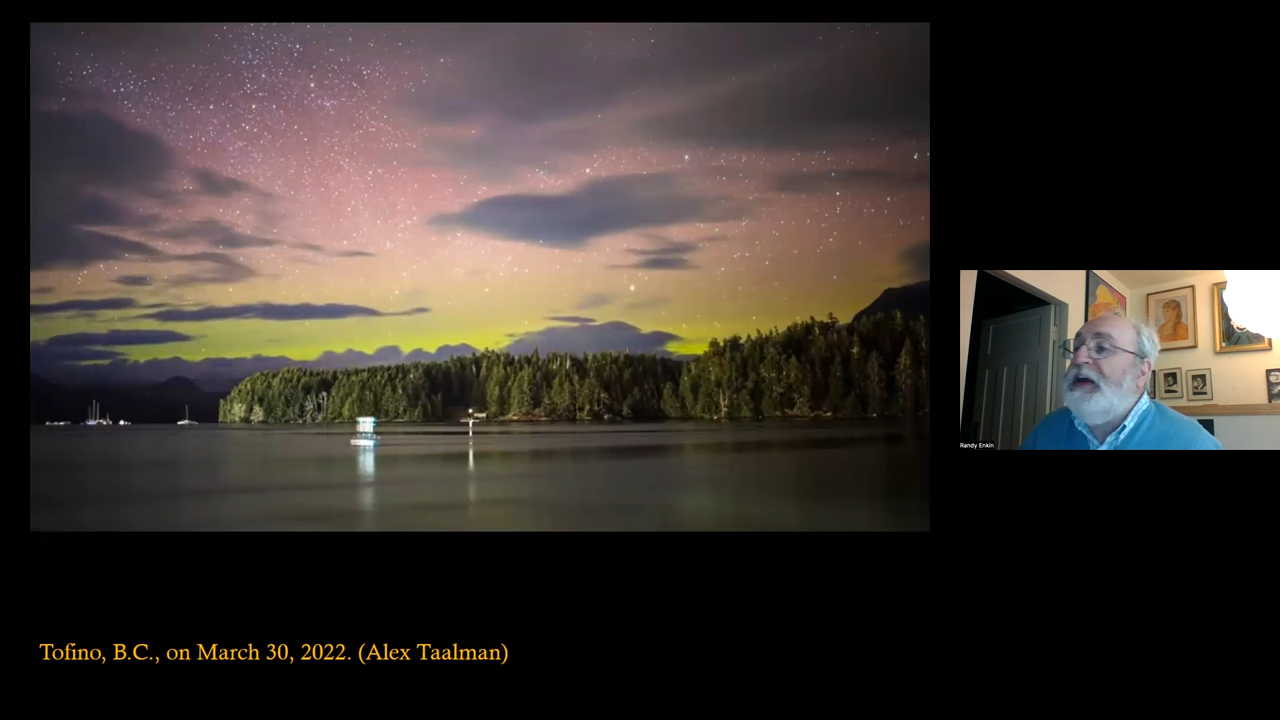 Randy Enkin
Tofino, B.C., on March 30, 2022. (Alex Taalman)